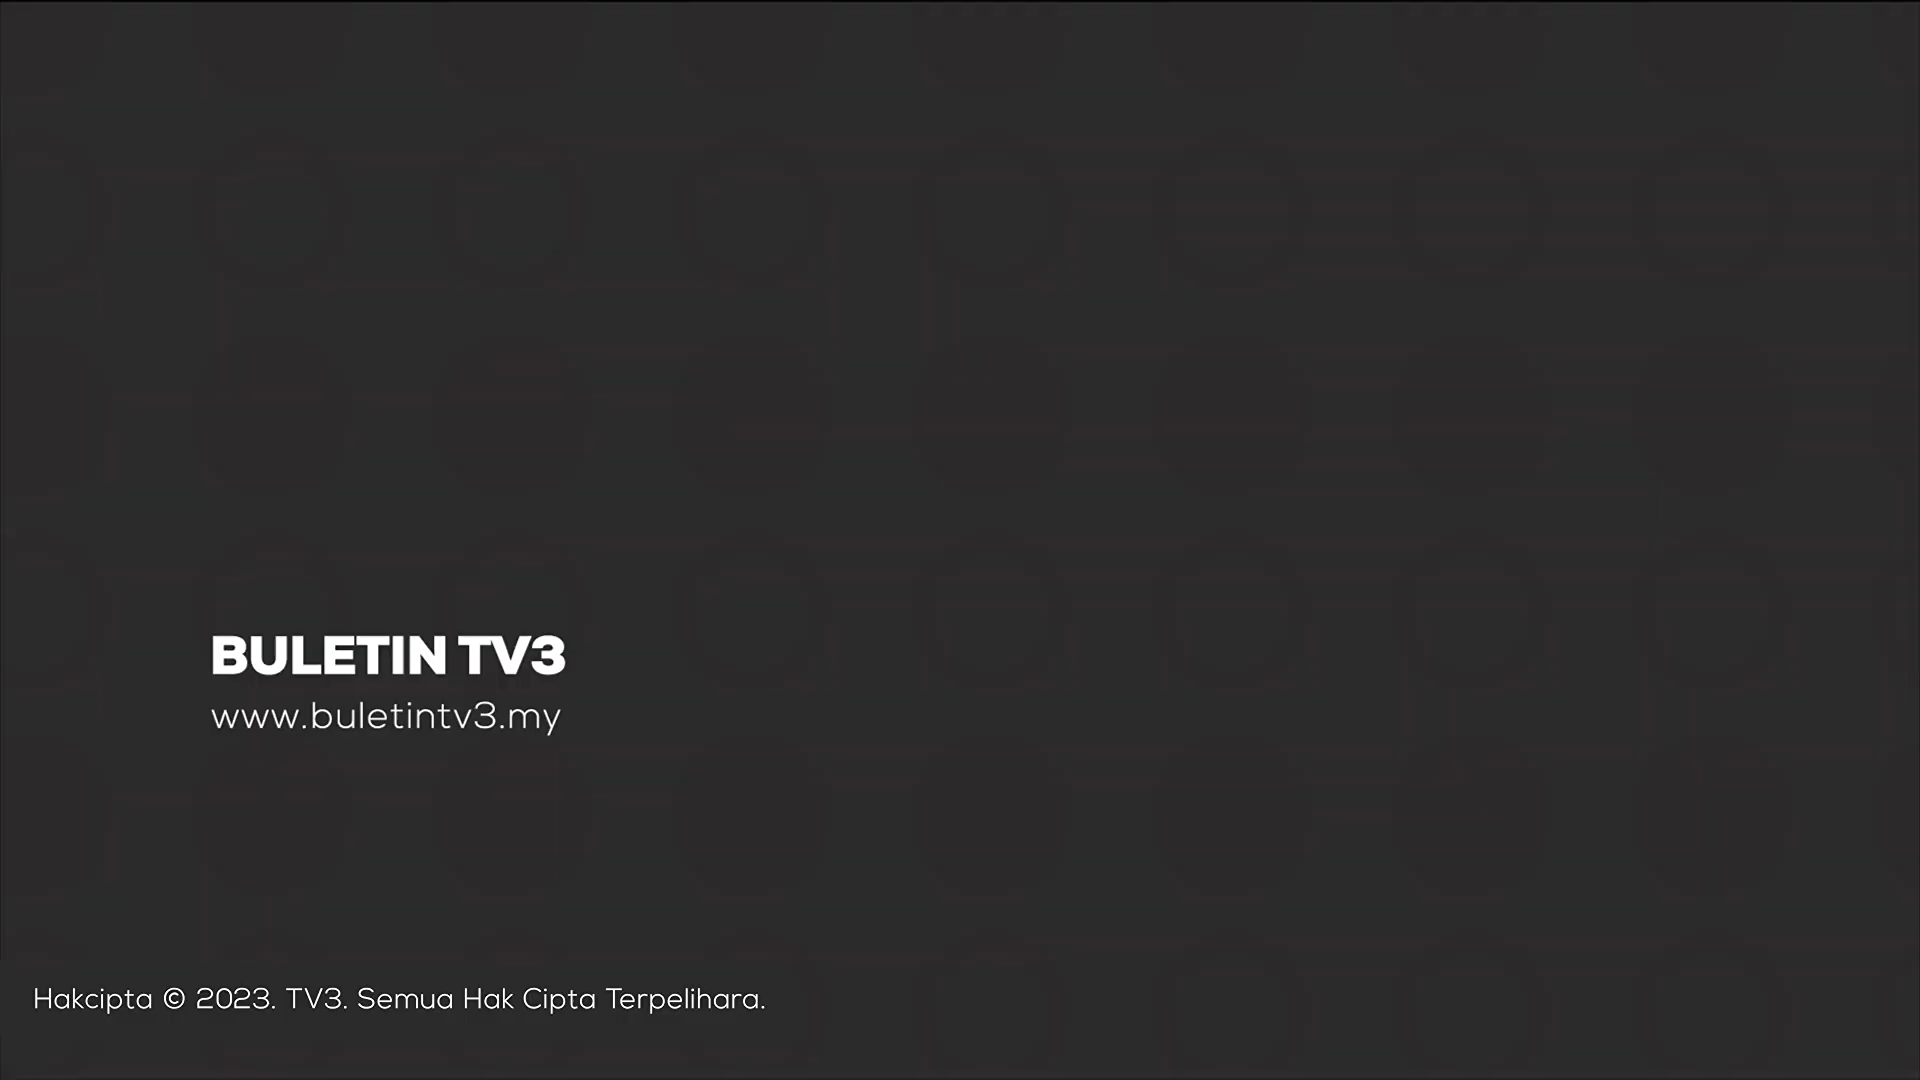 BULETIN TV3
www.buletintv3.my
Hakcipta © 2023. TV3. Semua Hak Cipta Terpelihara.